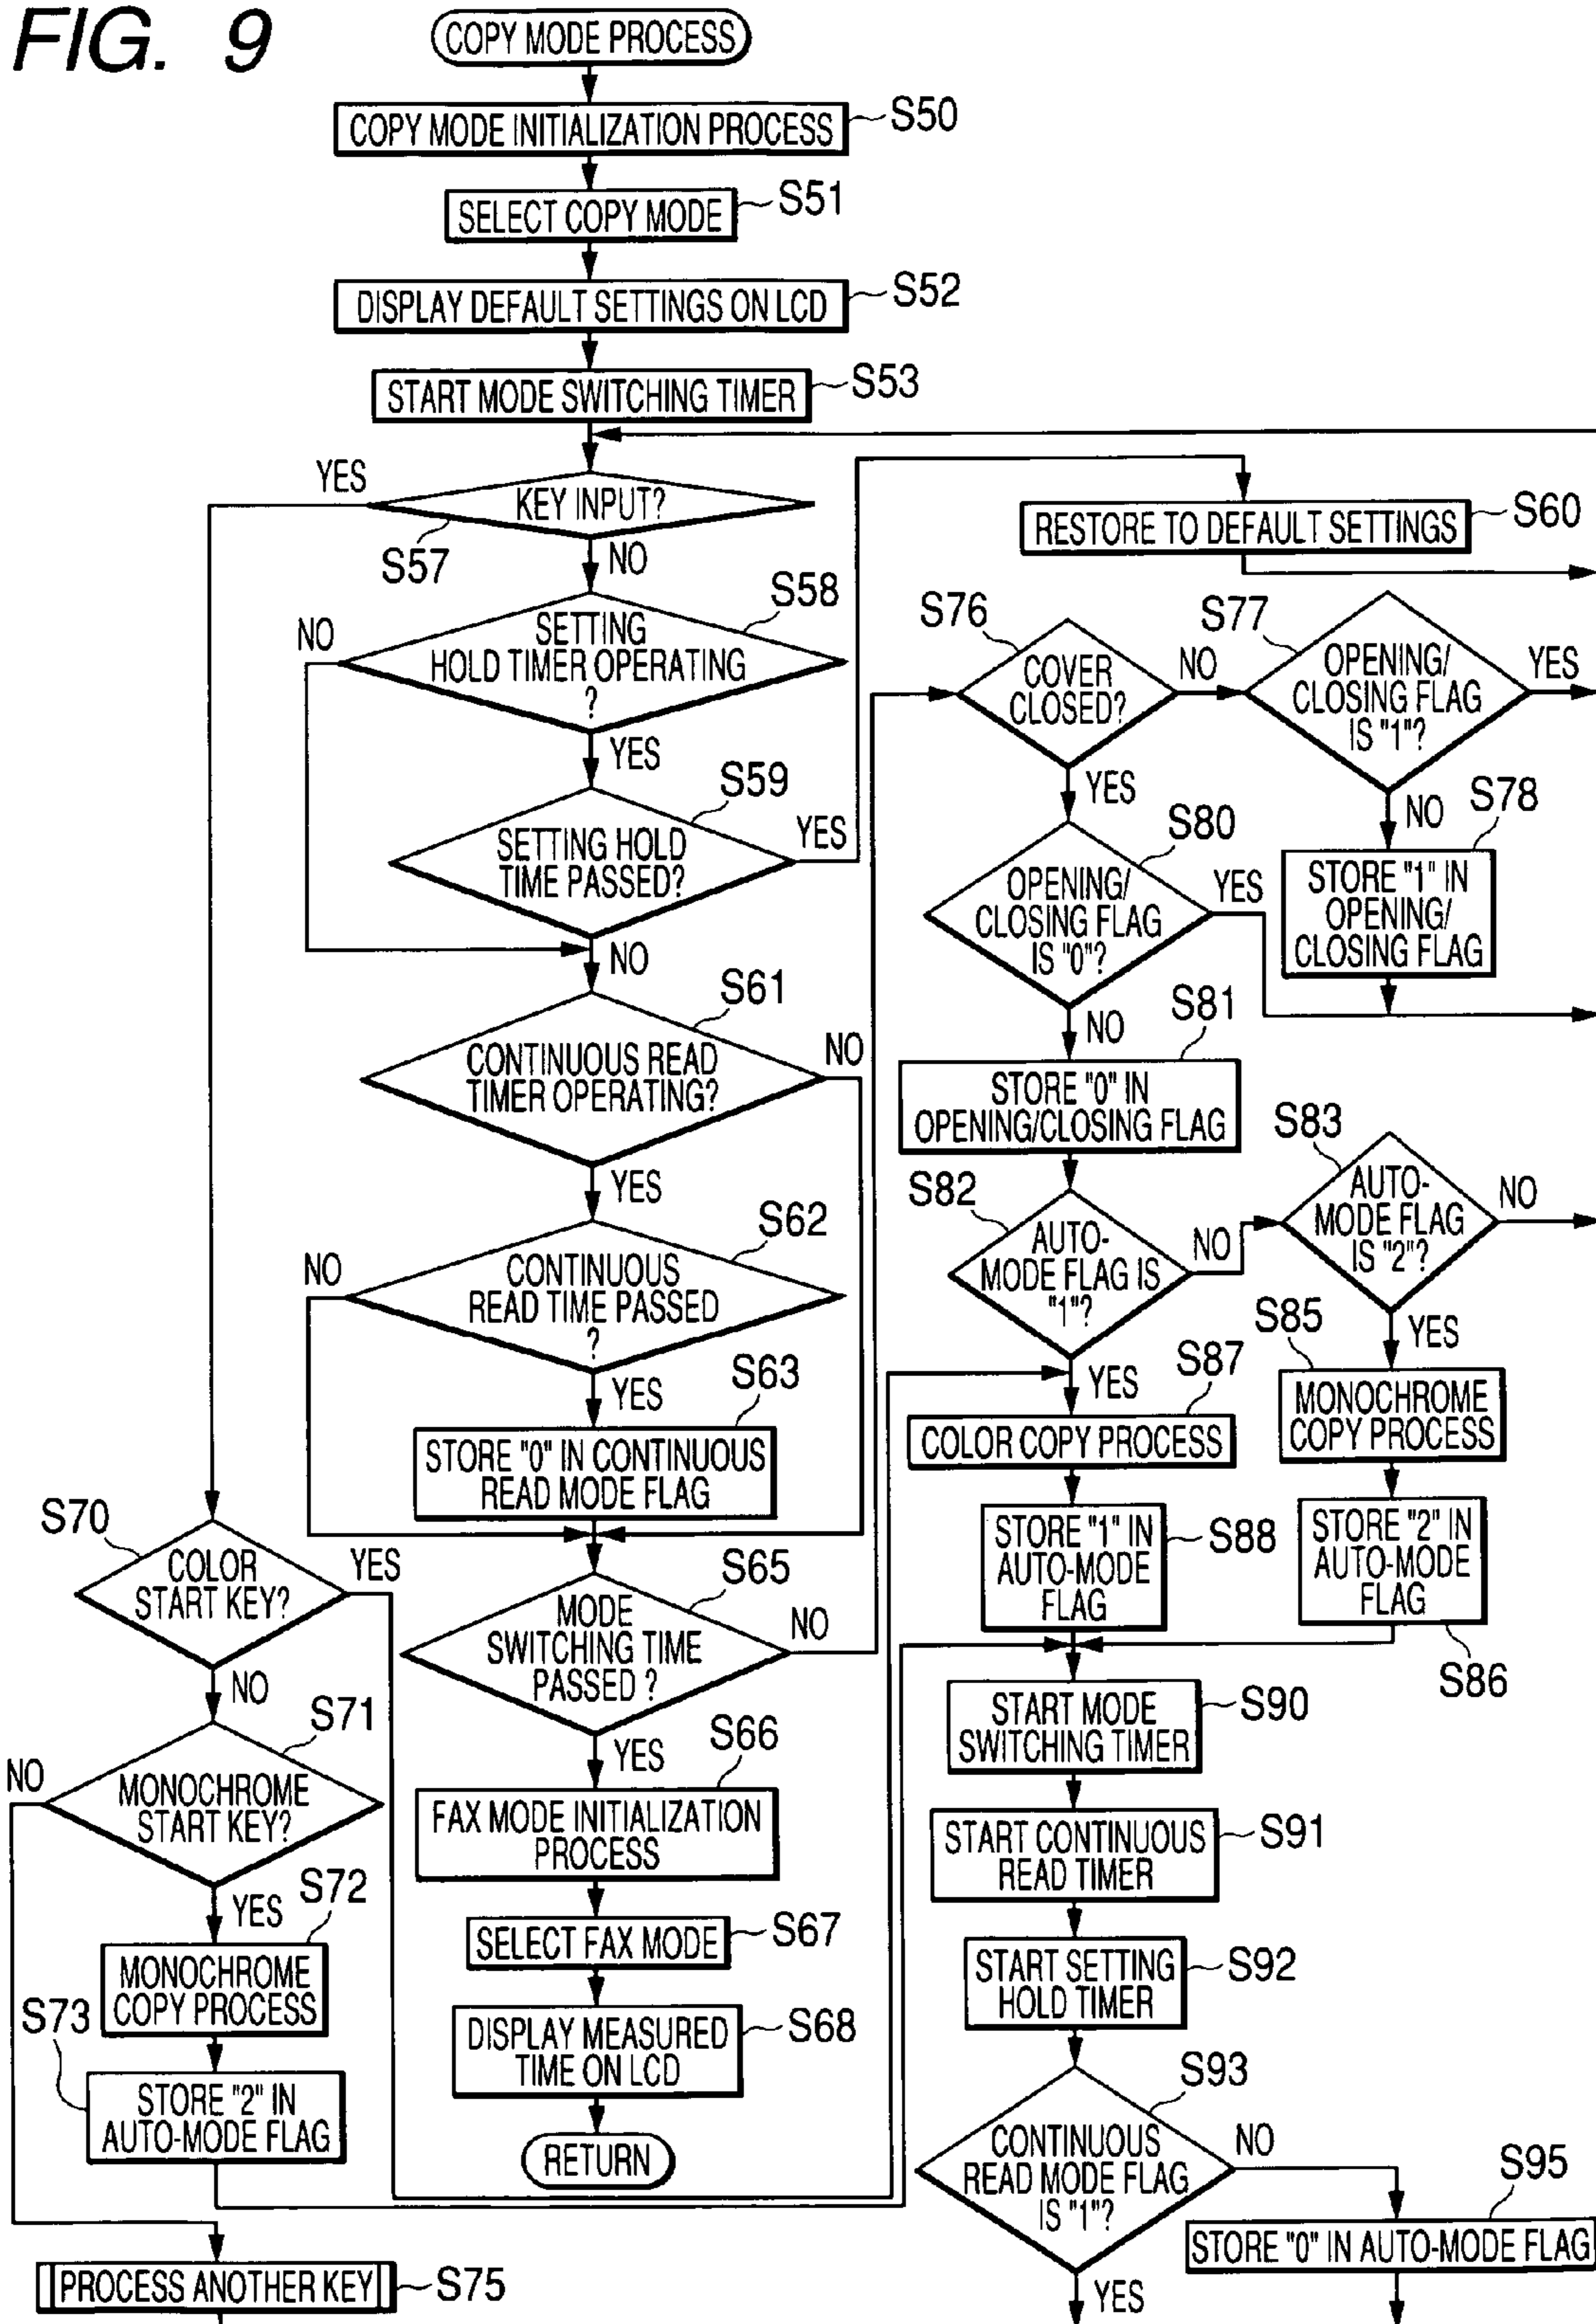 FIG. 9
COPY MODE PROCESS
COPY MODE INITIALIZATION PROCESS
S50
SELECT COPY MODE
S51
DISPLAY DEFAULT SETTINGS ON LCD
S52
START MODE SWITCHING TIMER
S53
YES
KEY INPUT?
S57
NO
RESTORE TO DEFAULT SETTINGS
S60
S58
NO
SETTING
HOLD TIMER OPERATING
?
YES
S59
SETTING HOLD
TIME PASSED?
YES
NO
S61
CONTINUOUS READ
TIMER OPERATING?
NO
YES
S62
NO
CONTINUOUS
READ TIME PASSED
?
YES
S63
STORE "0" IN CONTINUOUS
READ MODE FLAG
S65
MODE
SWITCHING TIME
PASSED ?
NO
YES
S66
FAX MODE INITIALIZATION
PROCESS
SELECT FAX MODE
S67
DISPLAY MEASURED
TIME ON LCD
S68
RETURN
S70
COLOR
START KEY?
YES
NO
S71
NO
MONOCHROME
START KEY?
YES
S72
MONOCHROME
COPY PROCESS
S73
STORE "2" IN
AUTO-MODE FLAG
PROCESS ANOTHER KEY
S75
S76
COVER
CLOSED?
NO
YES
S77
OPENING/
CLOSING FLAG
IS "1"?
YES
NO
S78
STORE "1" IN
OPENING/
CLOSING FLAG
S80
OPENING/
CLOSING FLAG
IS "0"?
YES
NO
S81
STORE "0" IN
OPENING/CLOSING FLAG
S82
AUTO-
MODE FLAG IS
"1"?
NO
YES
S83
AUTO-
MODE FLAG
IS "2"?
NO
YES
S85
MONOCHROME
COPY PROCESS
STORE "2" IN
AUTO-MODE
FLAG
S86
S87
COLOR COPY PROCESS
STORE "1" IN
AUTO-MODE
FLAG
S88
START MODE
SWITCHING TIMER
S90
START CONTINUOUS
READ TIMER
S91
START SETTING
HOLD TIMER
S92
S93
CONTINUOUS
READ MODE FLAG
IS "1"?
NO
YES
S95
STORE "0" IN AUTO-MODE FLAG